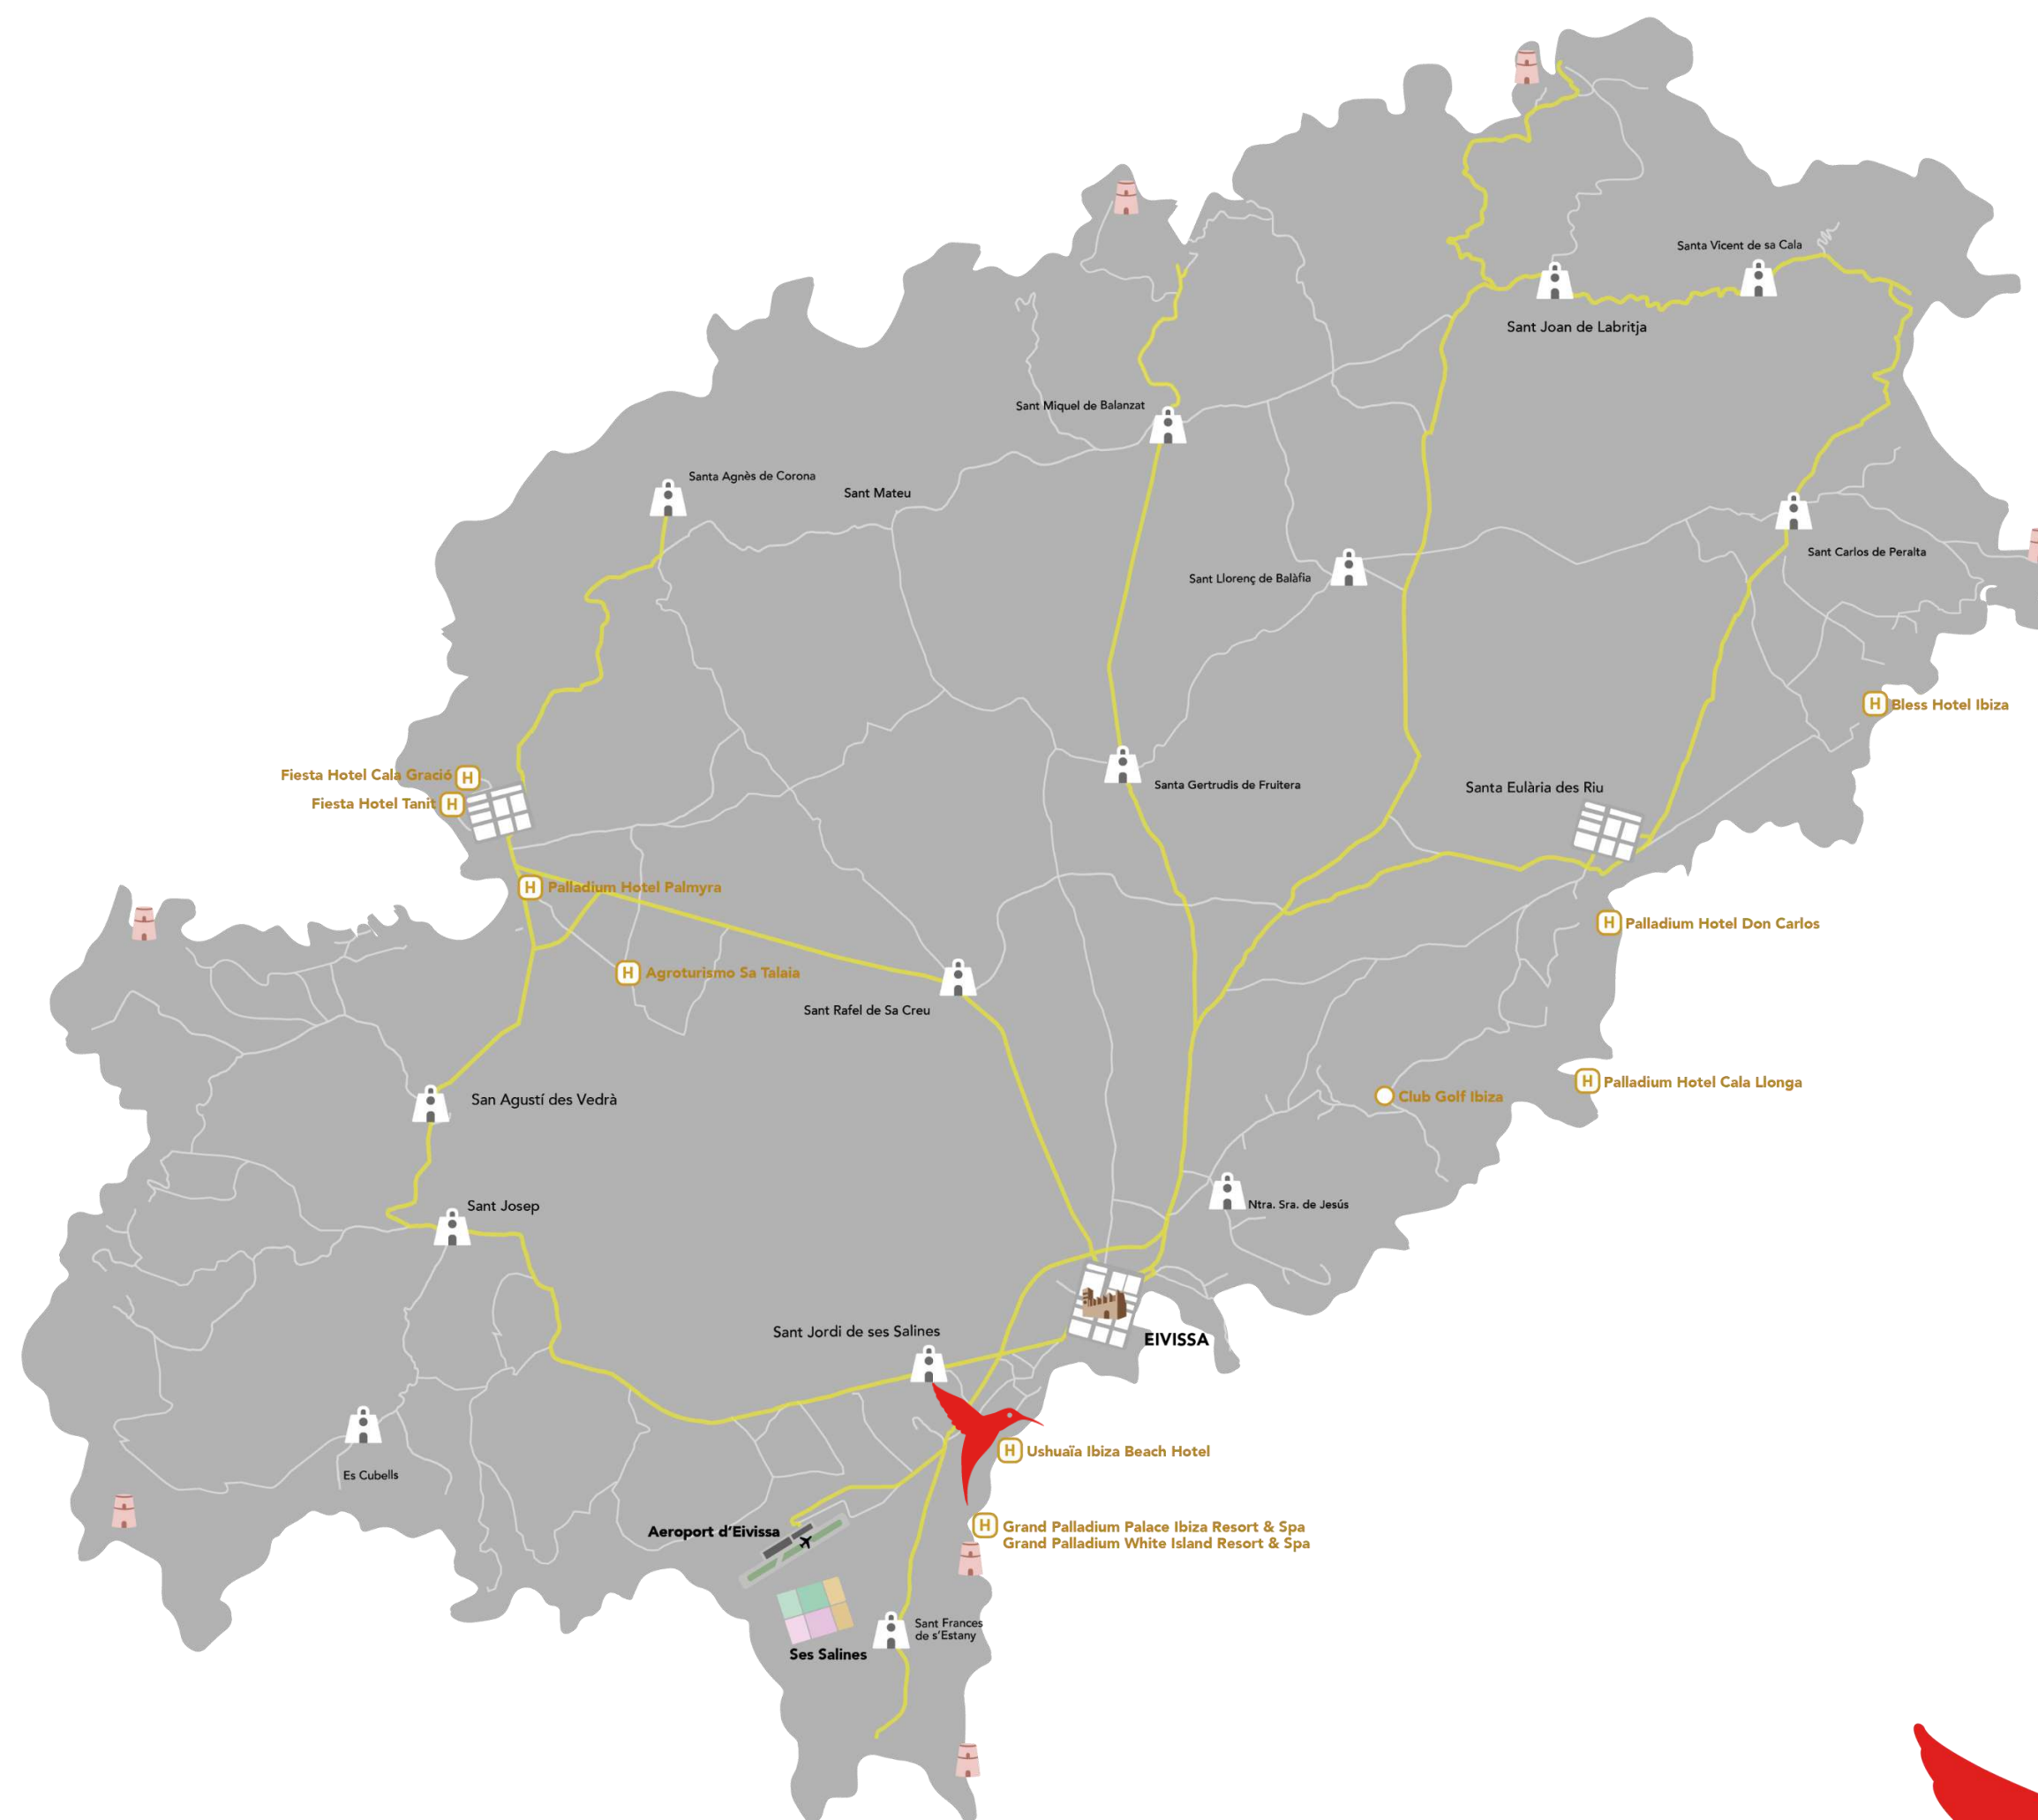 Santa Vicent de sa Cala
Sant Joan de Labritja
Sant Miquel de Balanzat
Santa Agnès de Corona
Sant Mateu
Sant Carlos de Peralta
Sant Llorenç de Balàfia
H Bless Hotel Ibiza
Fiesta Hotel Cala Gració H
Santa Gertrudis de Fruitera
Santa Eulària des Riu
Fiesta Hotel Tanit H
H Palladium Hotel Palmyra
H Palladium Hotel Don Carlos
H Agroturismo Sa Talaia
Sant Rafel de Sa Creu
H Palladium Hotel Cala Llonga
Club Golf Ibiza
San Agustí des Vedrà
Ntra. Sra. de Jesús
Sant Josep
Sant Jordi de ses Salines
EIVISSA
H Ushuaïa Ibiza Beach Hotel
Es Cubells
H Grand Palladium Palace Ibiza Resort & Spa
Grand Palladium White Island Resort & Spa
Aeroport d'Eivissa
Sant Frances
de s'Estany
Ses Salines